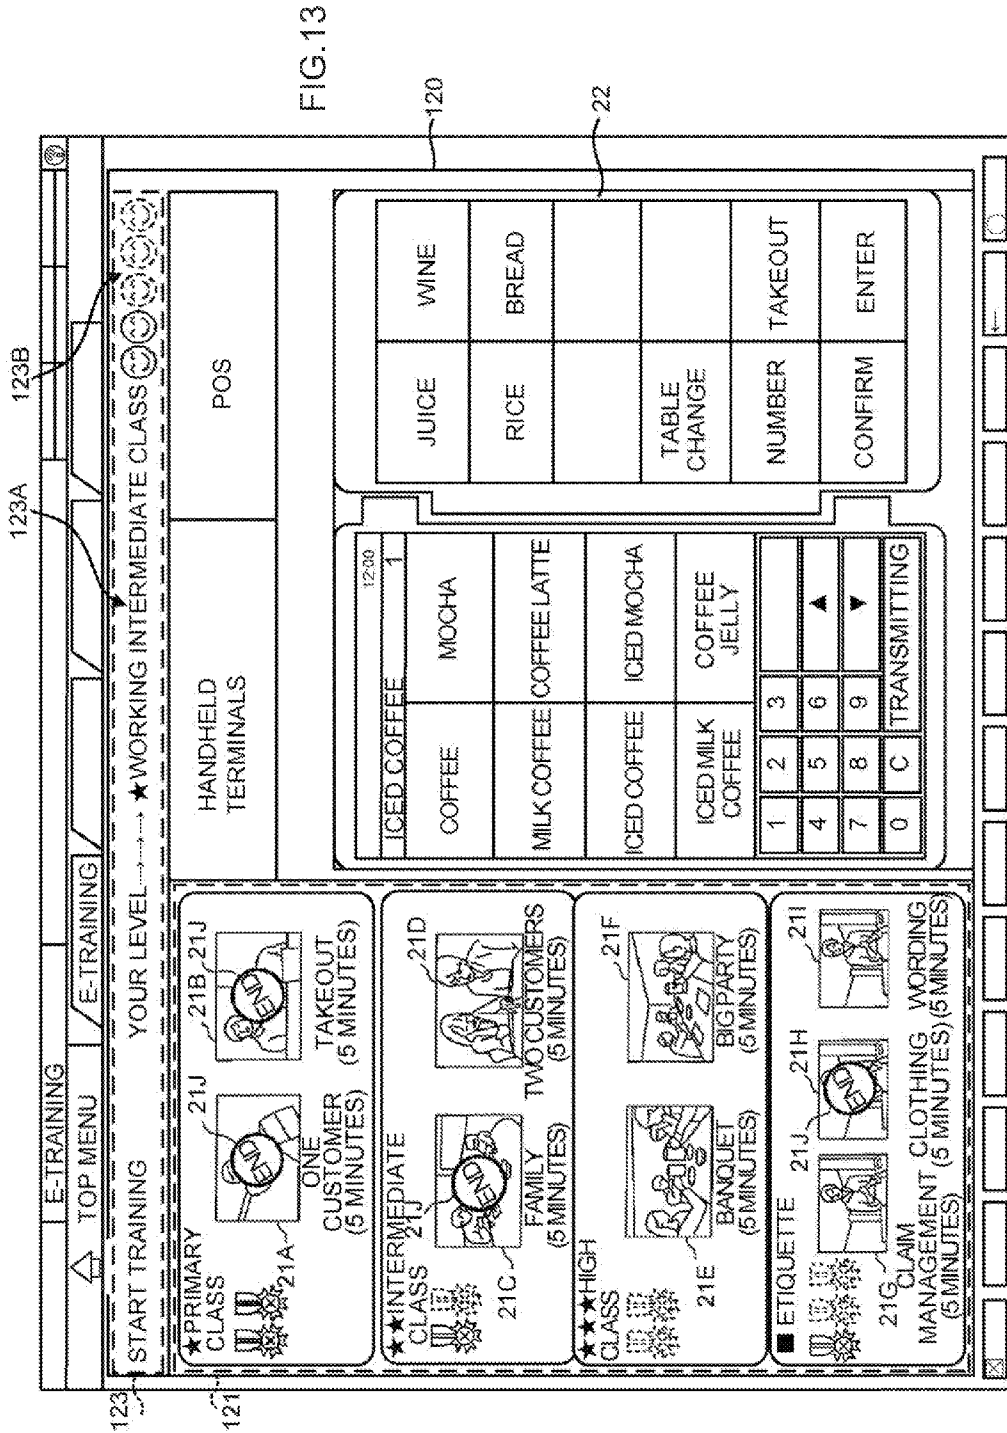 FIG.13
E-TRAINING
TOP MENU
E-TRAINING
?
123A
123B
123
START TRAINING
YOUR LEVEL→→→ ★WORKING INTERMEDIATE CLASS
120
121
★PRIMARY
CLASS
21A
21J
ONE
CUSTOMER
(5 MINUTES)
END
21B
21J
END
TAKEOUT
(5 MINUTES)
★★INTERMEDIATE
CLASS
21J
21C
END
FAMILY
(5 MINUTES)
21D
TWO CUSTOMERS
(5 MINUTES)
★★★HIGH
CLASS
21E
BANQUET
(5 MINUTES)
21F
BIG PARTY
(5 MINUTES)
■ ETIQUETTE
21G
CLAIM
MANAGEMENT
(5 MINUTES)
21J
21H
END
CLOTHING
(5 MINUTES)
21I
WORDING
(5 MINUTES)
HANDHELD
TERMINALS
POS
12:00
ICED COFFEE 1
COFFEE MOCHA
MILK COFFEE COFFEE LATTE
ICED COFFEE ICED MOCHA
ICED MILK
COFFEE
COFFEE
JELLY
1 2 3
4 5 6 ▲
7 8 9 ▼
0 C TRANSMITTING
22
JUICE WINE
RICE BREAD
TABLE
CHANGE
NUMBER TAKEOUT
CONFIRM ENTER
←